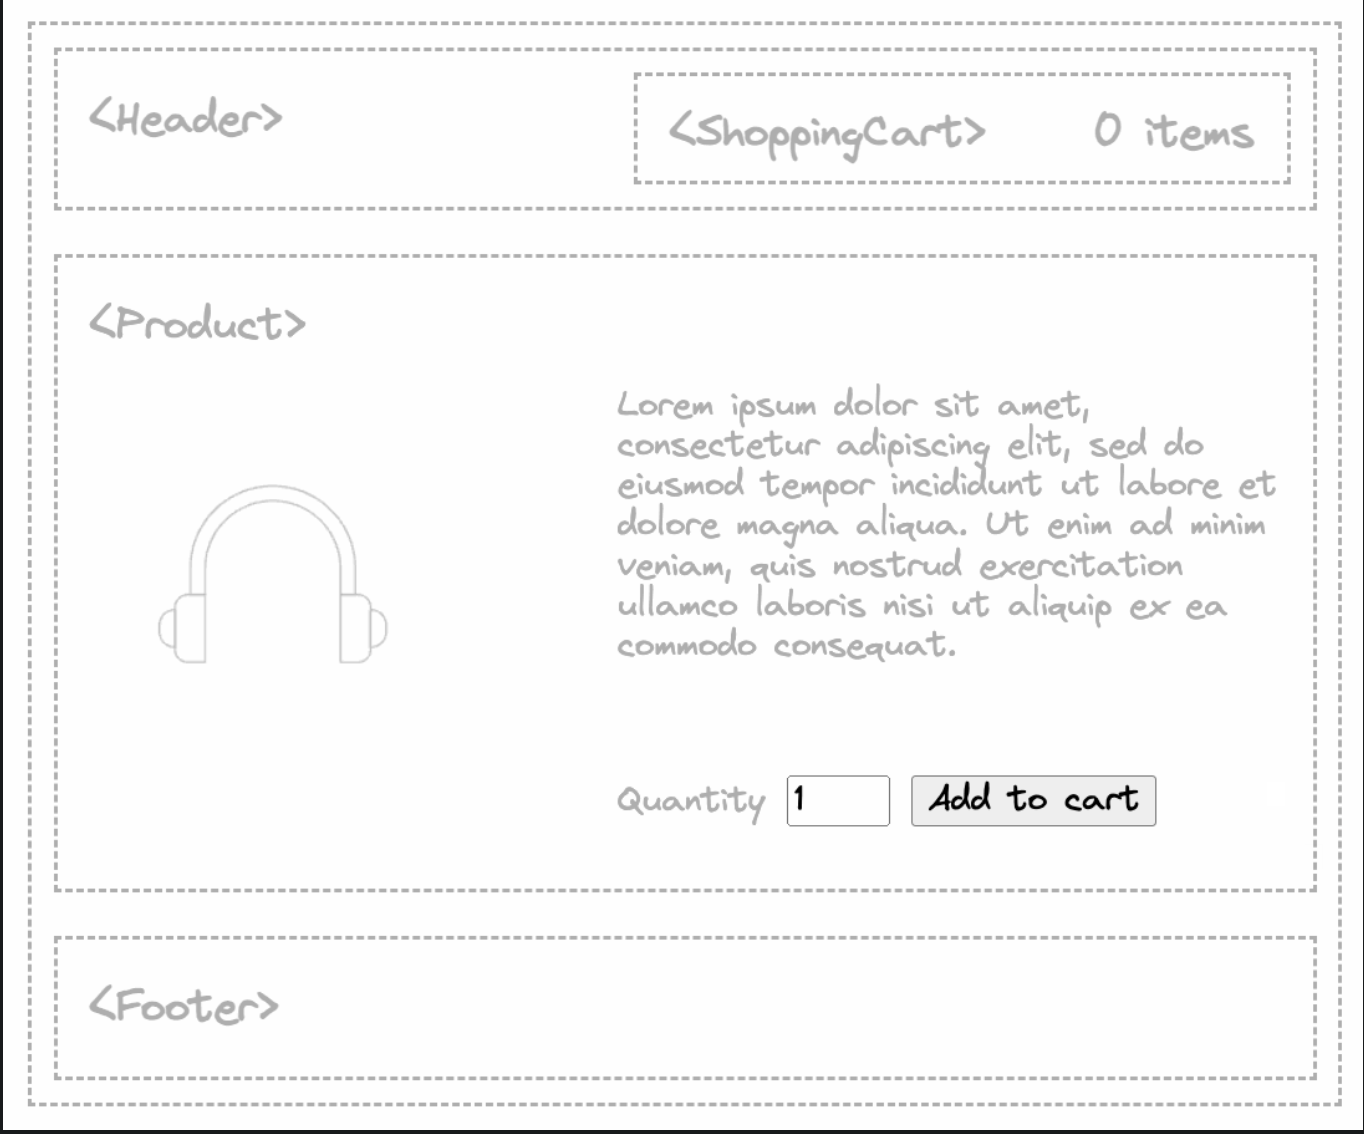 <Header>
<ShoppingCart> 0 items
<Product>
Lorem ipsum dolor sit amet,
consectetur adipiscing elit, sed do
eiusmod tempor incididunt ut labore et
dolore magna aliqua. Ut enim ad minim
veniam, quis nostrud exercitation
ullamco laboris nisi ut aliquip ex ea
commodo consequat.
Quantity 1 Add to cart
<Footer>